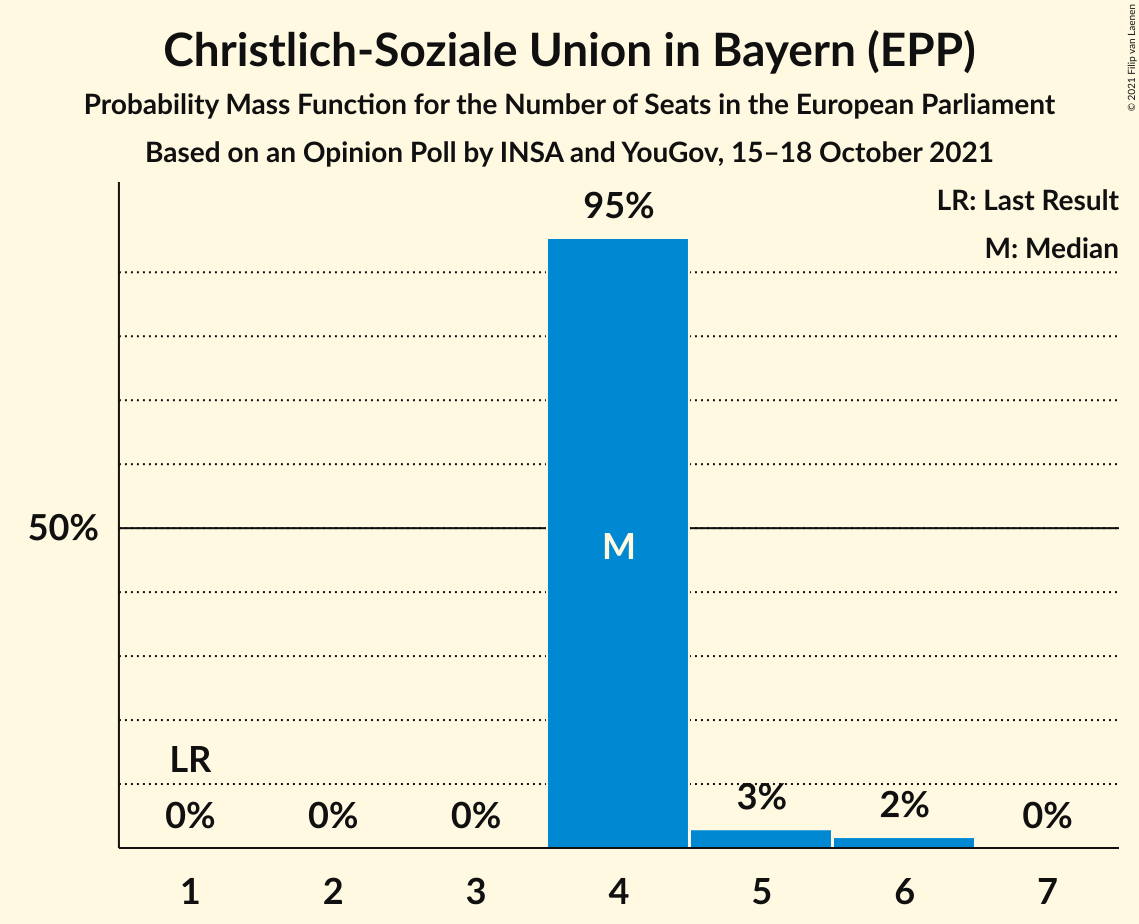 Christlich-Soziale Union in Bayern (EPP)
Probability Mass Function for the Number of Seats in the European Parliament
Based on an Opinion Poll by INSA and YouGov, 15–18 October 2021
© 2021 Filip van Laenen
LR: Last Result
M: Median
95%
50%
M
LR
0%
0%
0%
3%
2%
0%
1
2
3
4
5
6
7